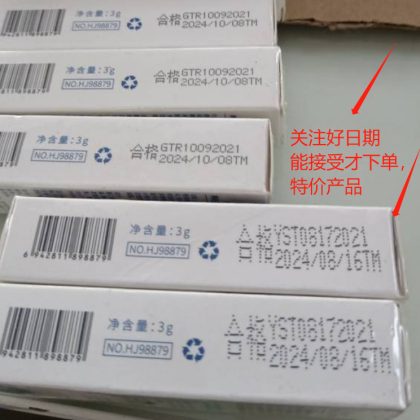 净含量：3g
NO.HJ98879
合格
GTR10092021
2024/10/08TM
净含量：3g
NO.HJ98879
合格
GTR10092021
2024/10/08TM
净含量：3g
NO.HJ98879
合格
GTR10092021
2024/10/08TM
关注好日期
能接受才下单，
特价产品
6942811898879
净含量：3g
NO.HJ98879
合格
YST08172021
2024/08/16TM
942811898879
净含量：3g
NO.HJ98879
合格
YST08172021
2024/08/16TM